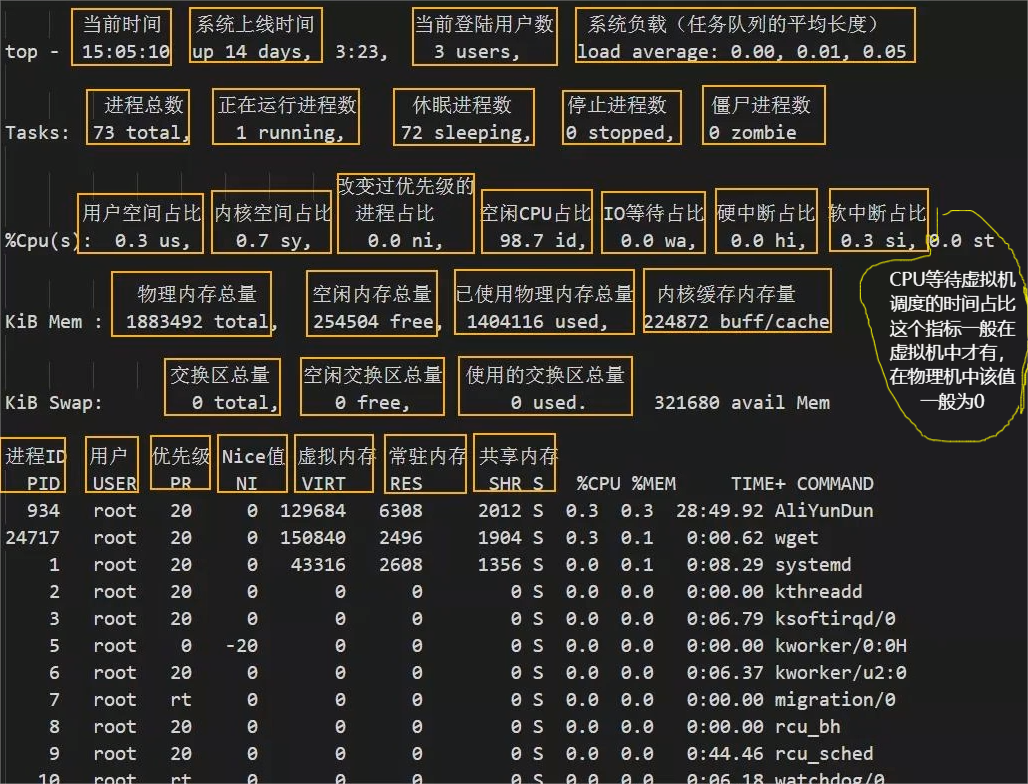 当前时间 系统上线时间 当前登陆用户数 系统负载（任务队列的平均长度）
top - 15:05:10 up 14 days, 3:23, 3 users, load average: 0.00, 0.01, 0.05
进程总数 正在运行进程数 休眠进程数 停止进程数 僵尸进程数
Tasks: 73 total, 1 running, 72 sleeping, 0 stopped, 0 zombie
改变过优先级的
用户空间占比 内核空间占比 进程占比 空闲CPU占比 IO等待占比 硬中断占比 软中断占比
%Cpu(s): 0.3 us, 0.7 sy, 0.0 ni, 98.7 id, 0.0 wa, 0.0 hi, 0.3 si, 0.0 st
CPU等待虚拟机
调度的时间占比
这个指标一般在
虚拟机中才有，
在物理机中该值
一般为0
物理内存总量 空闲内存总量 已使用物理内存总量 内核缓存内存量
KiB Mem : 1883492 total, 254504 free, 1404116 used, 224872 buff/cache
交换区总量 空闲交换区总量 使用的交换区总量
KiB Swap: 0 total, 0 free, 0 used. 321680 avail Mem
进程ID 用户 优先级 Nice值 虚拟内存 常驻内存 共享内存
PID USER PR NI VIRT RES SHR S %CPU %MEM TIME+ COMMAND
934 root 20 0 129684 6308 2012 S 0.3 0.3 28:49.92 AliYunDun
24717 root 20 0 150840 2496 1904 S 0.3 0.1 0:00.62 wget
1 root 20 0 43316 2608 1356 S 0.0 0.1 0:08.29 systemd
2 root 20 0 0 0 0 S 0.0 0.0 0:00.00 kthreadd
3 root 20 0 0 0 0 S 0.0 0.0 0:06.79 ksoftirqd/0
5 root 0 -20 0 0 0 S 0.0 0.0 0:00.00 kworker/0:0H
6 root 20 0 0 0 0 S 0.0 0.0 0:06.37 kworker/u2:0
7 root rt 0 0 0 0 S 0.0 0.0 0:00.00 migration/0
8 root 20 0 0 0 0 S 0.0 0.0 0:00.00 rcu_bh
9 root 20 0 0 0 0 S 0.0 0.0 0:44.46 rcu_sched
10 root rt 0 0 0 0 S 0.0 0.0 0:06.18 watchdog/0